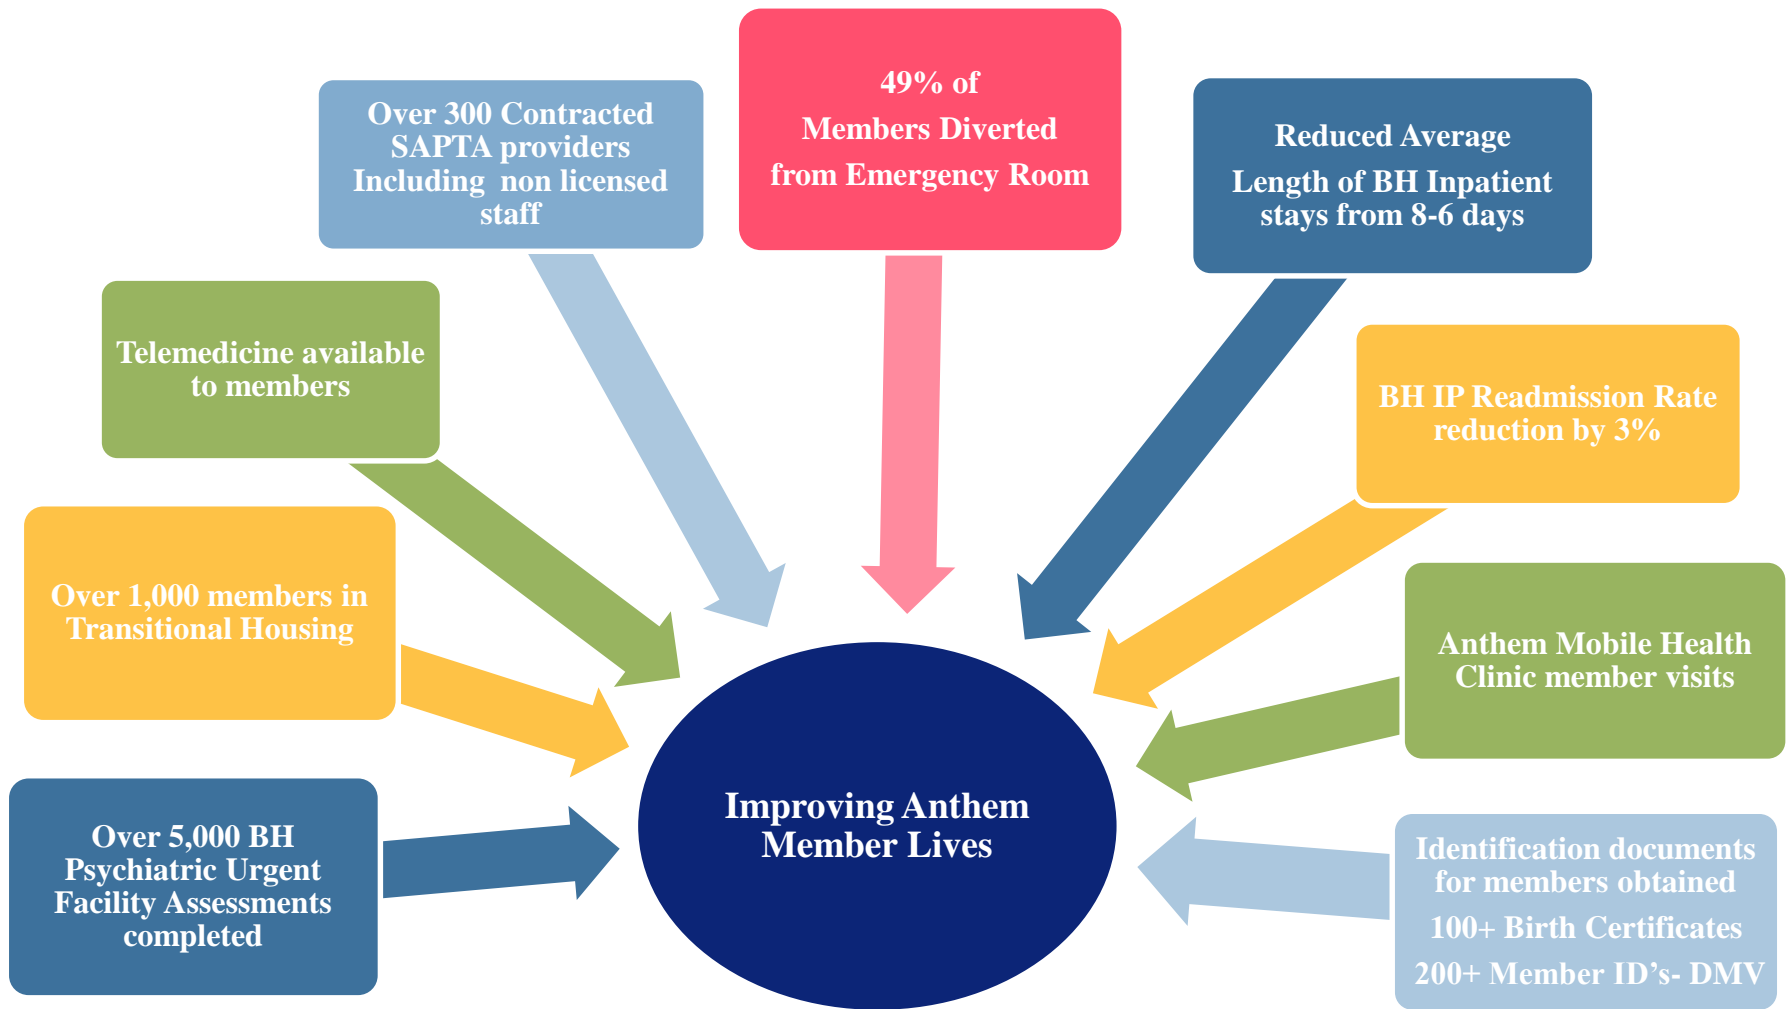 49% of
Members Diverted
from Emergency Room
Over 300 Contracted
SAPTA providers
Including  non licensed
staff
Reduced Average
Length of BH Inpatient
stays from 8-6 days
Telemedicine available
to members
BH IP Readmission Rate
reduction by 3%
Over 1,000 members in
Transitional Housing
Anthem Mobile Health
Clinic member visits
Over 5,000 BH
Psychiatric Urgent
Facility Assessments
completed
Improving Anthem
Member Lives
Identification documents
for members obtained
100+ Birth Certificates
200+ Member ID’s- DMV